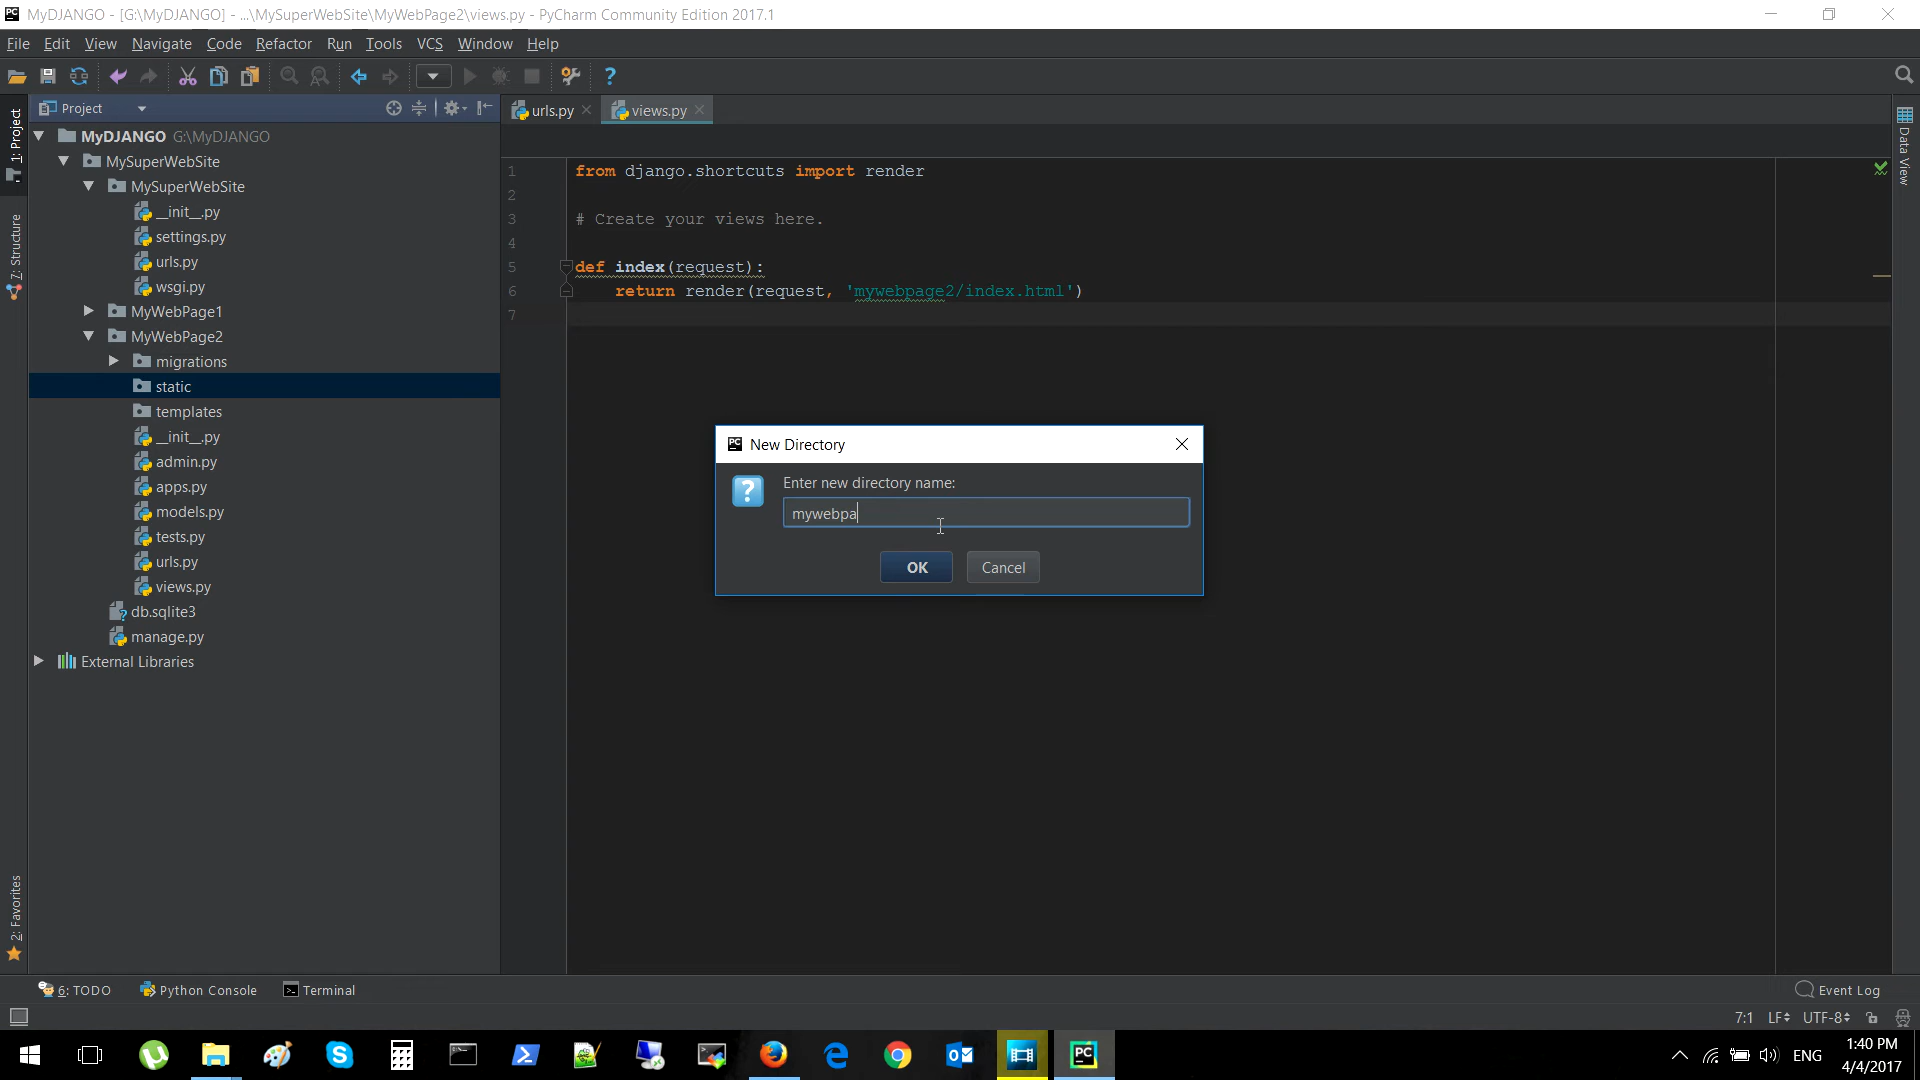 MyDJANGO - [G:\MyDJANGO] - ...\MySuperWebSite\MyWebPage2\views.py - PyCharm Community Edition 2017.1
File Edit View Navigate Code Refactor Run Tools VCS Window Help
Project
urls.py
views.py
1: Project
7: Structure
2: Favorites
Data View
MyDJANGO G:\MyDJANGO
MySuperWebSite
MySuperWebSite
__init__.py
settings.py
urls.py
wsgi.py
MyWebPage1
MyWebPage2
migrations
static
templates
__init__.py
admin.py
apps.py
models.py
tests.py
urls.py
views.py
db.sqlite3
manage.py
External Libraries
1 from django.shortcuts import render
2
3 # Create your views here.
4
5 def index(request):
6 return render(request, 'mywebpage2/index.html')
7
PC New Directory
Enter new directory name:
mywebpa
OK Cancel
6: TODO Python Console Terminal Event Log
7:1 LF UTF-8
PC
ENG
1:40 PM
4/4/2017